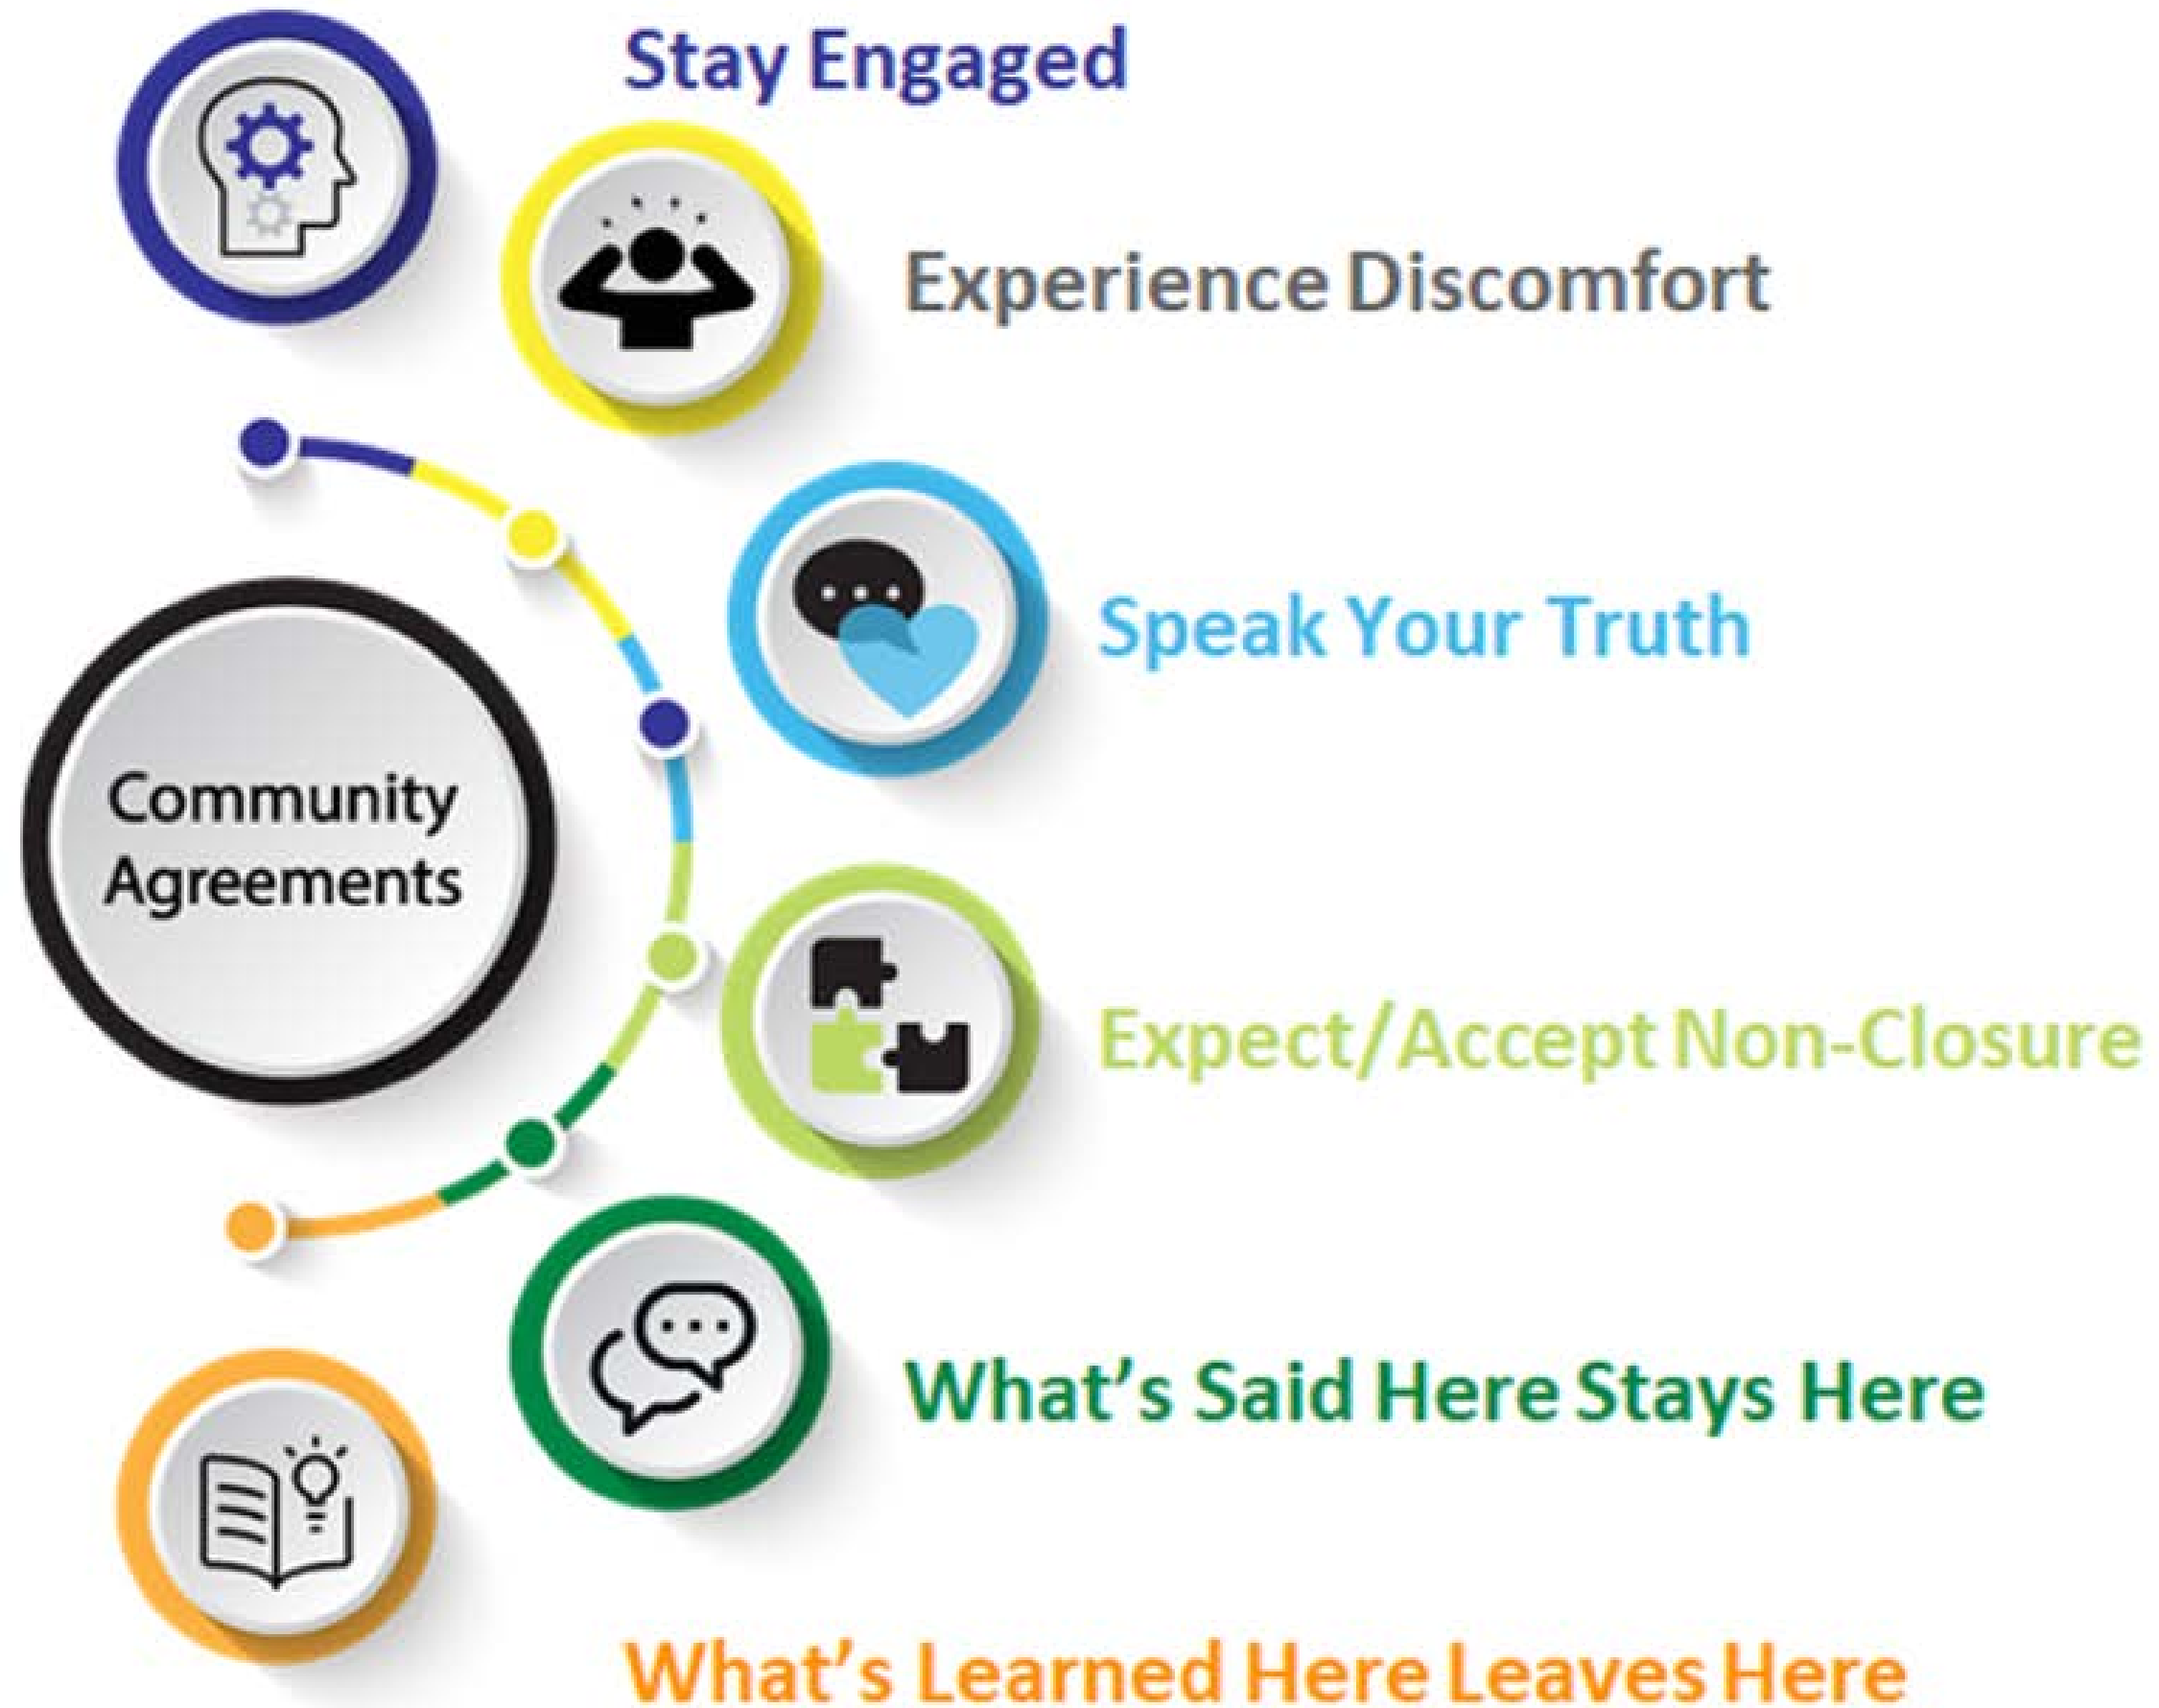 Stay Engaged
Experience Discomfort
Speak Your Truth
Community
Agreements
Expect/Accept Non-Closure
What's Said Here Stays Here
What's Learned Here Leaves Here